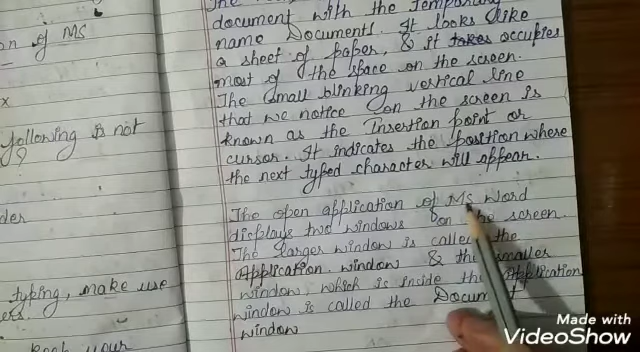 on of MS
x
following is not
?
der
typing, make use
ers.
document with the Temporary
name Documents. It looks like
a sheet of paper, & it takes occupies
most of the space on the screen.
The small blinking vertical line
that we notice on the screen is
known as the Insertion point or
cursor. It indicates the position where
the next typed character will appear.
The open application of MS Word
displays two windows on the screen.
The larger window is called the
Application window & the smaller
window, which is inside the Application
window is called the Document
window
Made with
VideoShow